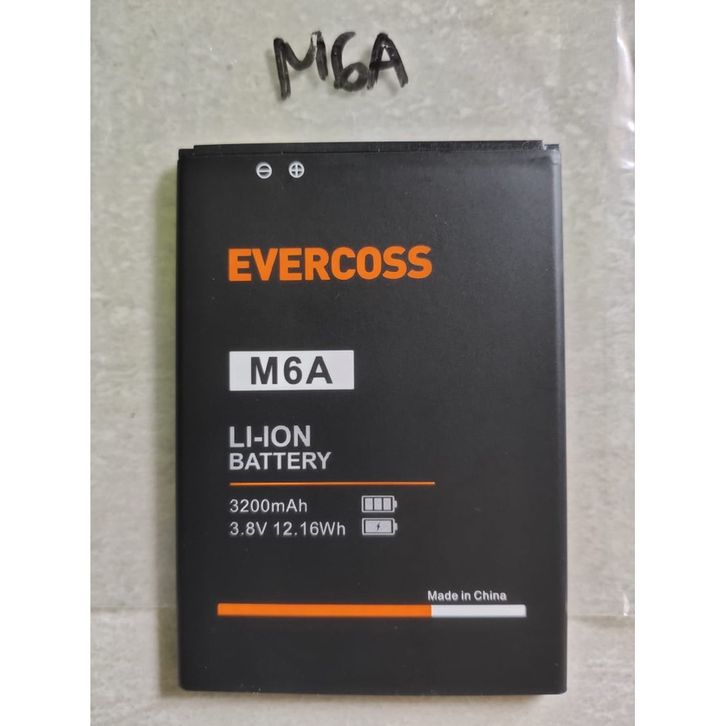 M6A
EVERCOSS
M6A
LI-ION
BATTERY
3200mAh
3.8V 12.16Wh
Made in China